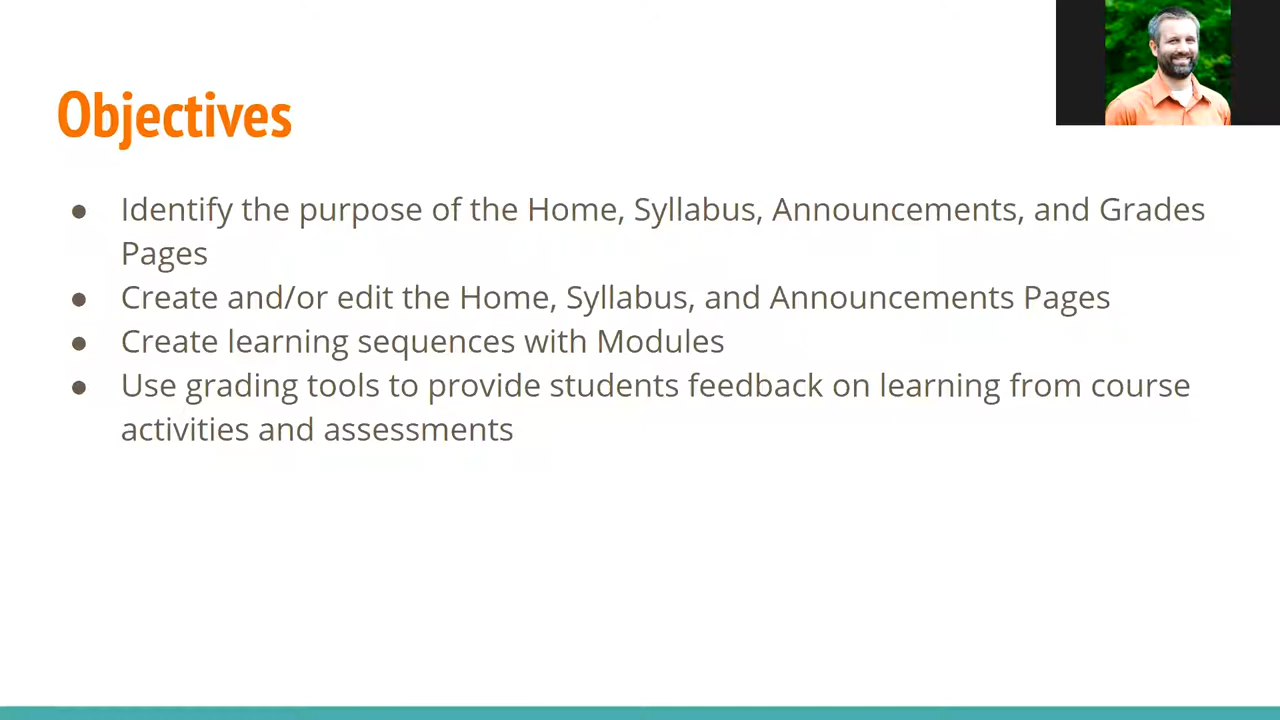 Objectives
● Identify the purpose of the Home, Syllabus, Announcements, and Grades
Pages
● Create and/or edit the Home, Syllabus, and Announcements Pages
● Create learning sequences with Modules
● Use grading tools to provide students feedback on learning from course
activities and assessments